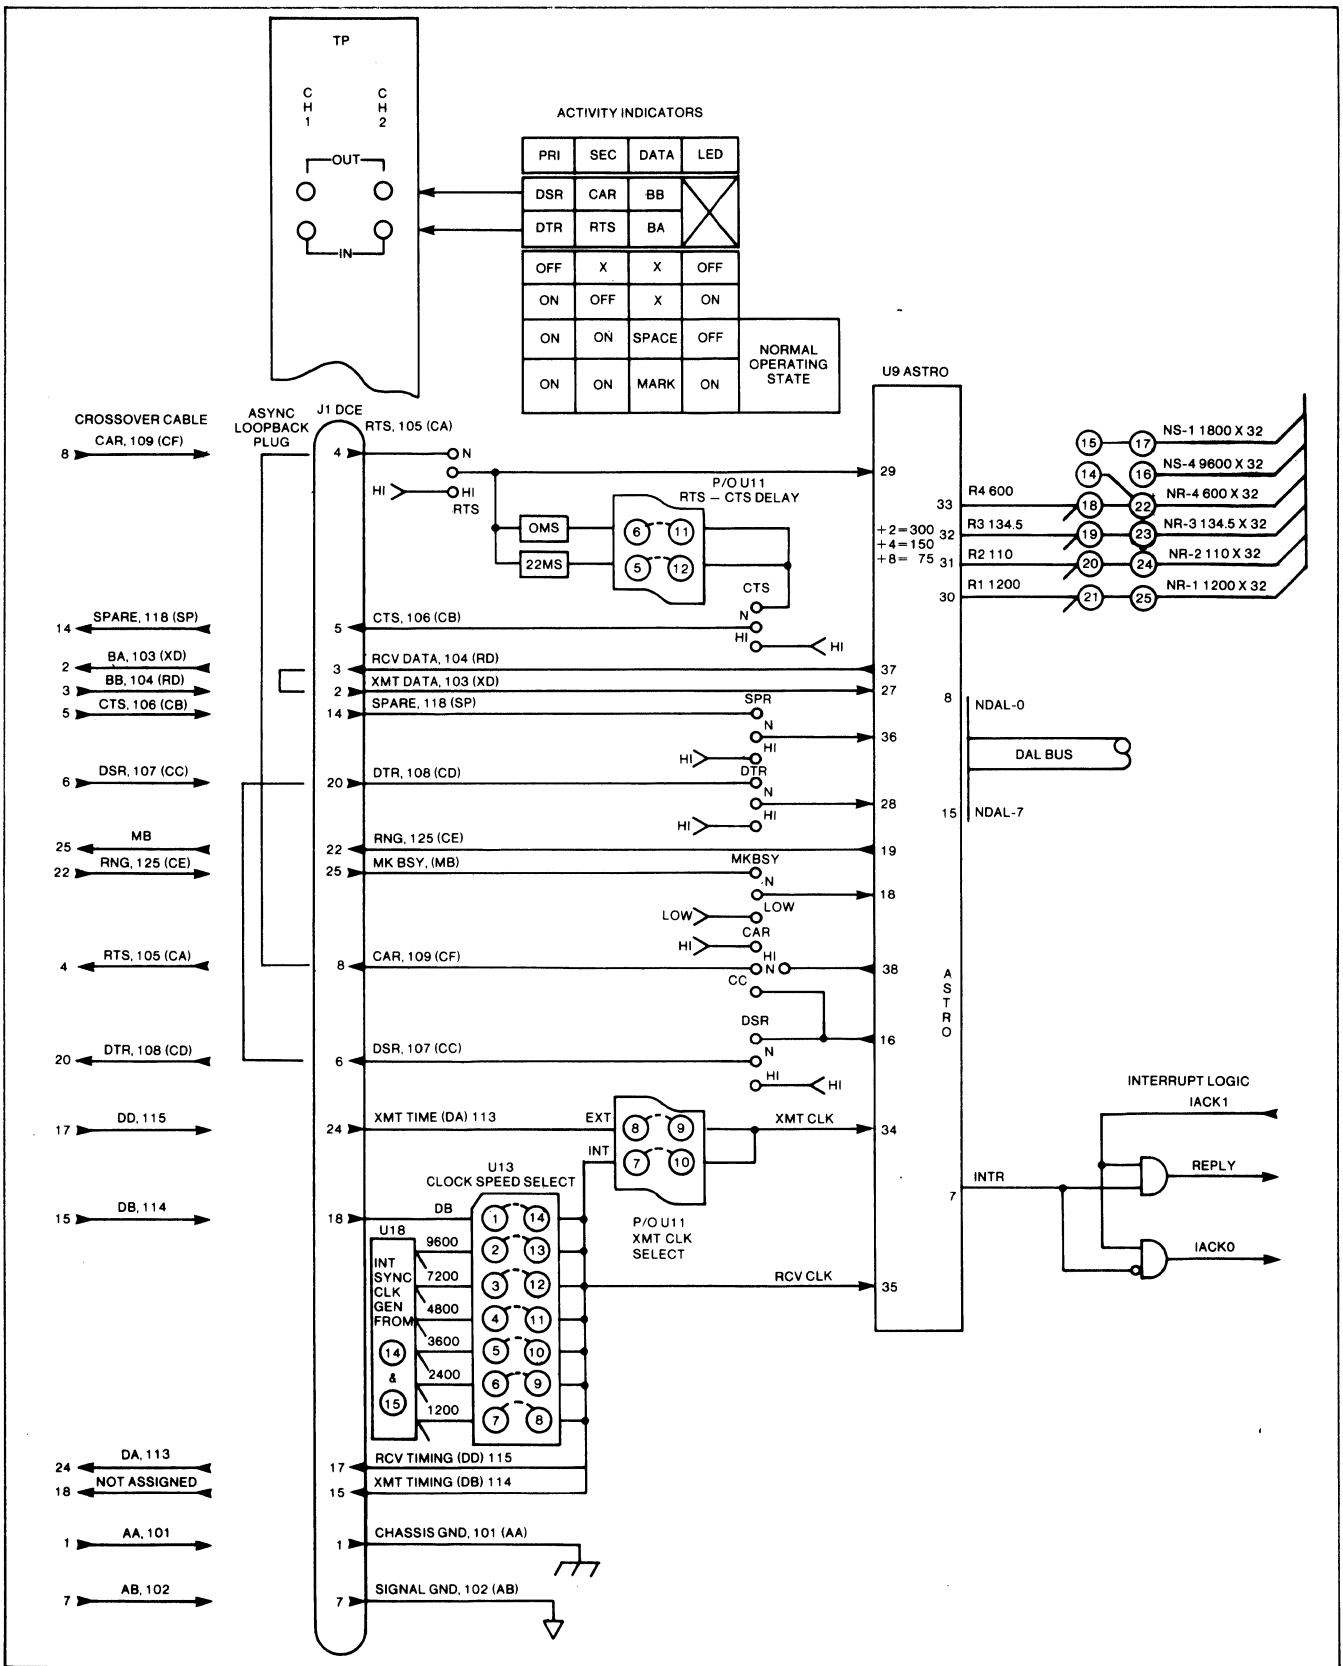 TP
CH1
CH2
OUT
IN
ACTIVITY INDICATORS
PRI SEC DATA LED
DSR CAR BB
DTR RTS BA
OFF X X OFF
ON OFF X ON
ON ON SPACE OFF
ON ON MARK ON
NORMAL
OPERATING
STATE
CROSSOVER CABLE
ASYNC
LOOPBACK
PLUG
J1 DCE
U9 ASTRO
8 CAR, 109 (CF)
4 RTS, 105 (CA)
N
HI HI
RTS
29
P/O U11
RTS – CTS DELAY
0MS 6 11
22MS 5 12
15 17 NS-1 1800 X 32
14 16 NS-4 9600 X 32
33 R4 600 18 22 NR-4 600 X 32
+2=300 32 R3 134.5 19 23 NR-3 134.5 X 32
+4=150
+8= 75 31 R2 110 20 24 NR-2 110 X 32
30 R1 1200 21 25 NR-1 1200 X 32
CTS
N
HI HI
14 SPARE, 118 (SP)
5 CTS, 106 (CB)
2 BA, 103 (XD)
3 RCV DATA, 104 (RD) 37
3 BB, 104 (RD)
2 XMT DATA, 103 (XD) 27
5 CTS, 106 (CB)
14 SPARE, 118 (SP) SPR
N
36
HI HI
8 NDAL-0
DAL BUS
15 NDAL-7
6 DSR, 107 (CC)
20 DTR, 108 (CD) DTR
N
28
HI HI
25 MB
22 RNG, 125 (CE) 19
22 RNG, 125 (CE)
25 MK BSY, (MB) MKBSY
N
18
LOW LOW
CAR
HI HI
4 RTS, 105 (CA)
8 CAR, 109 (CF) N 38
CC
DSR
16
ASTRO
20 DTR, 108 (CD)
6 DSR, 107 (CC) N
HI HI
INTERRUPT LOGIC
IACK1
REPLY
IACK0
7 INTR
17 DD, 115
24 XMT TIME (DA) 113 EXT 8 9 XMT CLK 34
INT 7 10
P/O U11
XMT CLK
SELECT
U13
CLOCK SPEED SELECT
15 DB, 114
18 DB 1 14
U18
INT
SYNC
CLK
GEN
FROM
14
&
15
9600 2 13
7200 3 12
RCV CLK 35
4800 4 11
3600 5 10
2400 6 9
1200 7 8
24 DA, 113
17 RCV TIMING (DD) 115
18 NOT ASSIGNED
15 XMT TIMING (DB) 114
1 AA, 101
1 CHASSIS GND, 101 (AA)
7 AB, 102
7 SIGNAL GND, 102 (AB)